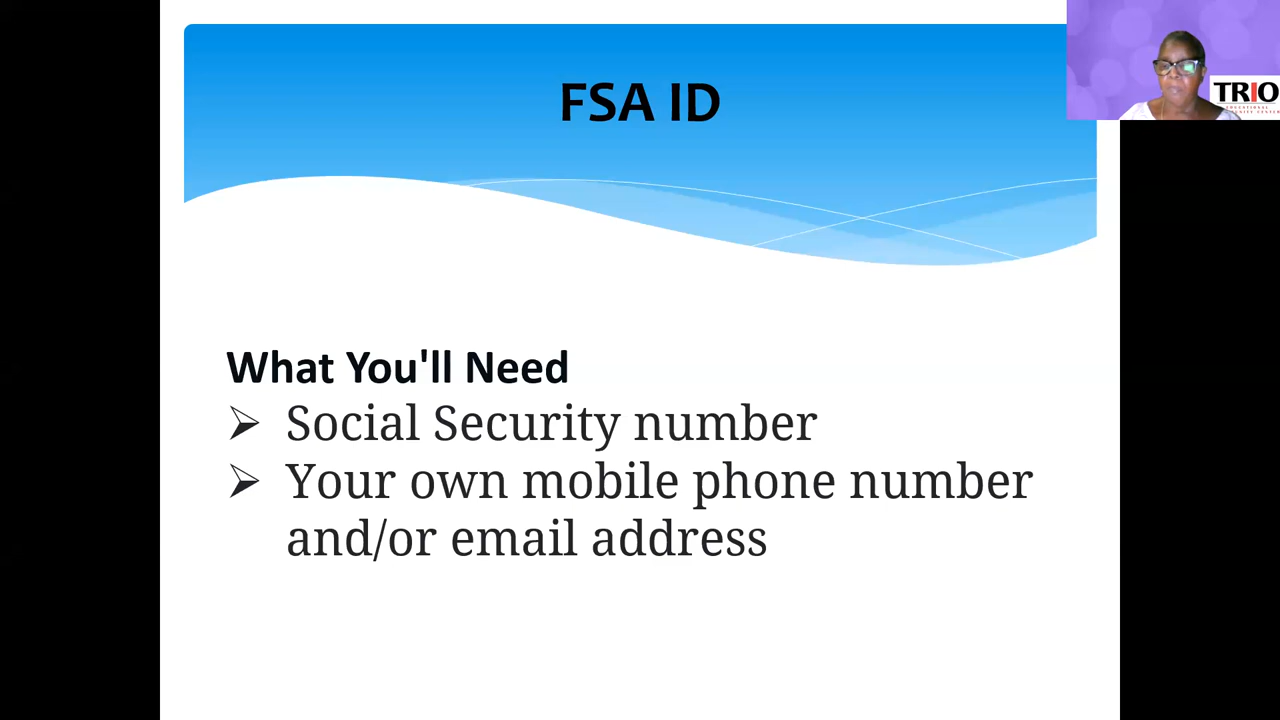 FSA ID
TRIO
EDUCATIONAL
What You'll Need
➢ Social Security number
➢ Your own mobile phone number
and/or email address